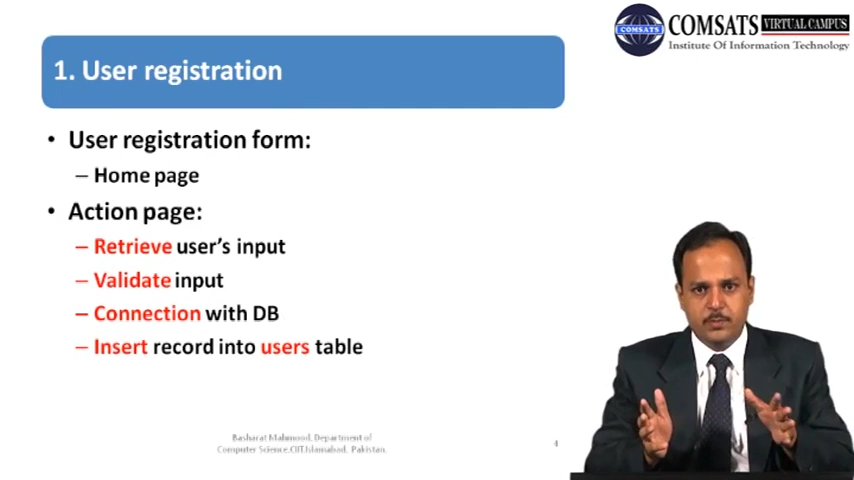 COMSATS VIRTUAL CAMPUS
COMSATS
Institute Of Information Technology
1. User registration
• User registration form:
– Home page
• Action page:
– Retrieve user’s input
– Validate input
– Connection with DB
– Insert record into users table
Basharat Mahmood, Department of
Computer Science,CIIT,Islamabad, Pakistan.
4